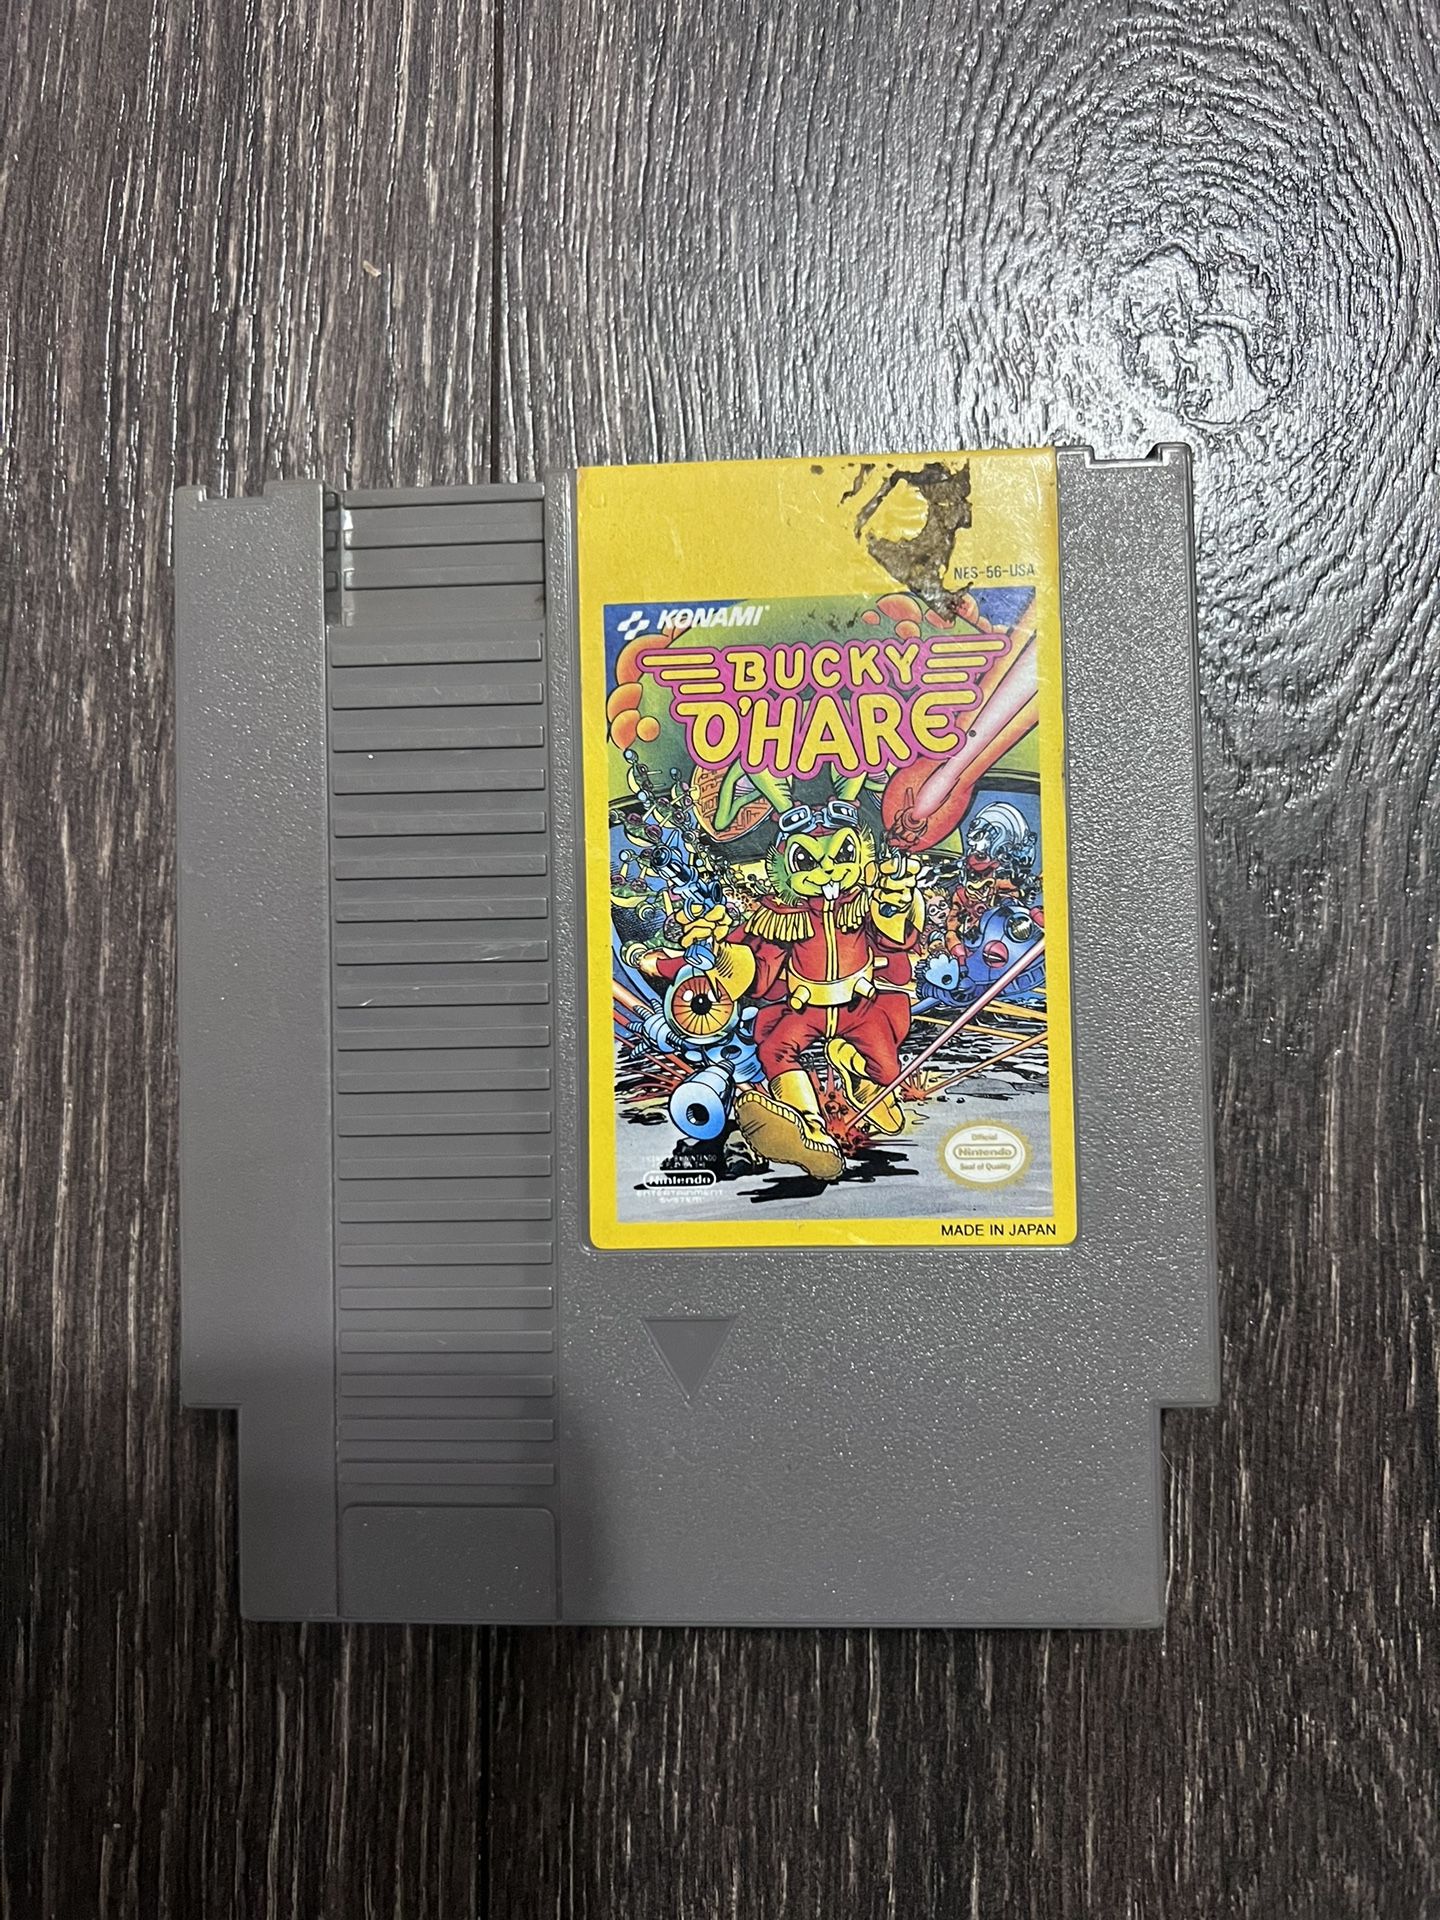 NES-56-USA
KONAMI
BUCKY
O'HARE
Official
Nintendo
Seal of Quality
Nintendo
ENTERTAINMENT
SYSTEM
MADE IN JAPAN